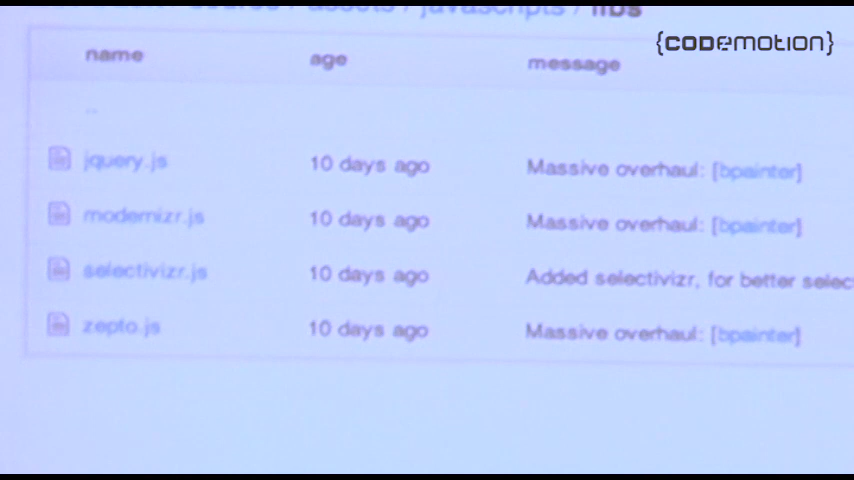 assets / javascripts / libs
{CODEMOTION}
name age message
..
jquery.js 10 days ago Massive overhaul: [bpainter]
modernizr.js 10 days ago Massive overhaul: [bpainter]
selectivizr.js 10 days ago Added selectivizr, for better selec
zepto.js 10 days ago Massive overhaul: [bpainter]